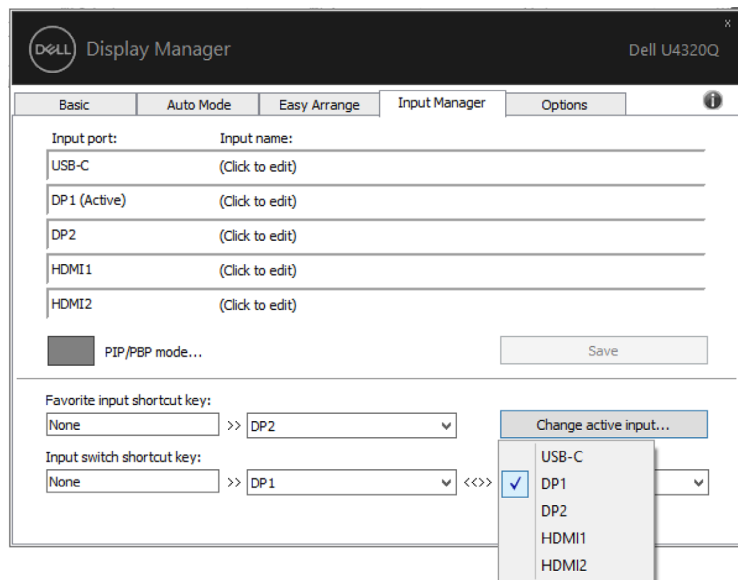 DELL Display Manager
Dell U4320Q
x
Basic Auto Mode Easy Arrange Input Manager Options i
Input port: Input name:
USB-C (Click to edit)
DP1 (Active) (Click to edit)
DP2 (Click to edit)
HDMI1 (Click to edit)
HDMI2 (Click to edit)
PIP/PBP mode... Save
Favorite input shortcut key:
None >> DP2 Change active input...
Input switch shortcut key:
None >> DP1 <<>>
USB-C
DP1
DP2
HDMI1
HDMI2